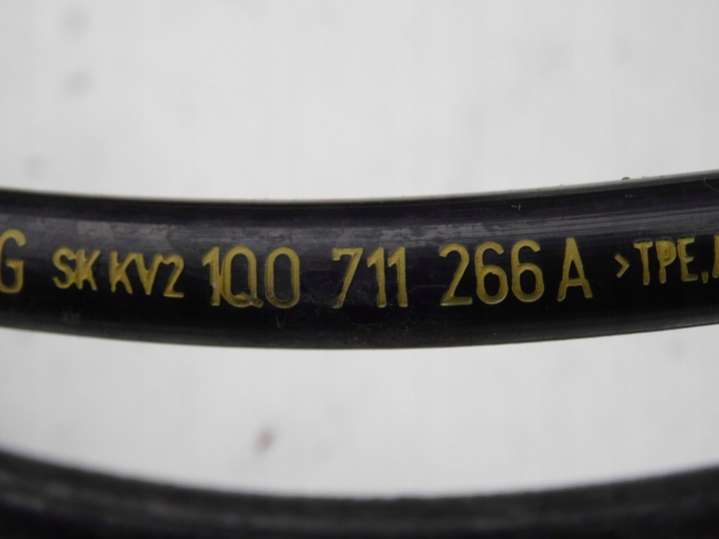 G SK KV2 1Q0 711 266 A >TPE,